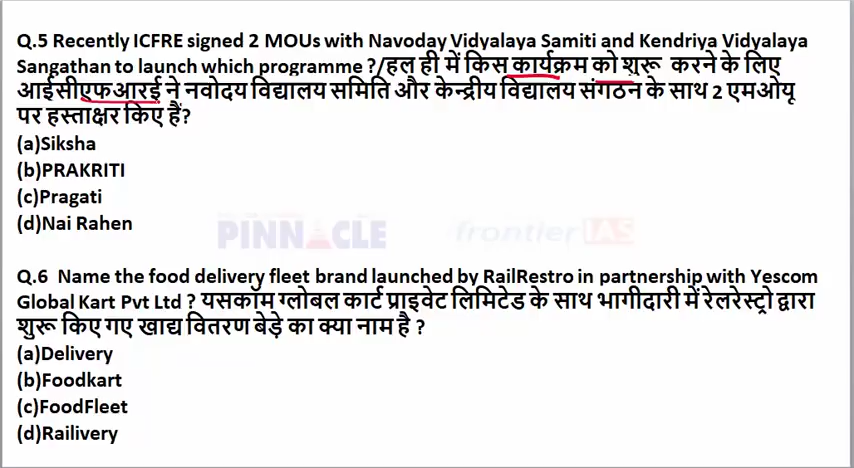 Q.5 Recently ICFRE signed 2 MOUs with Navoday Vidyalaya Samiti and Kendriya Vidyalaya
Sangathan to launch which programme ?/हल ही में किस कार्यक्रम को शुरू करने के लिए
आईसीएफआरई ने नवोदय विद्यालय समिति और केन्द्रीय विद्यालय संगठन के साथ 2 एमओयू
पर हस्ताक्षर किए हैं?
(a)Siksha
(b)PRAKRITI
(c)Pragati
(d)Nai Rahen
PINNACLE frontier IAS
Q.6 Name the food delivery fleet brand launched by RailRestro in partnership with Yescom
Global Kart Pvt Ltd ? यसकॉम ग्लोबल कार्ट प्राइवेट लिमिटेड के साथ भागीदारी में रेलरेस्ट्रो द्वारा
शुरू किए गए खाद्य वितरण बेड़े का क्या नाम है ?
(a)Delivery
(b)Foodkart
(c)FoodFleet
(d)Railivery